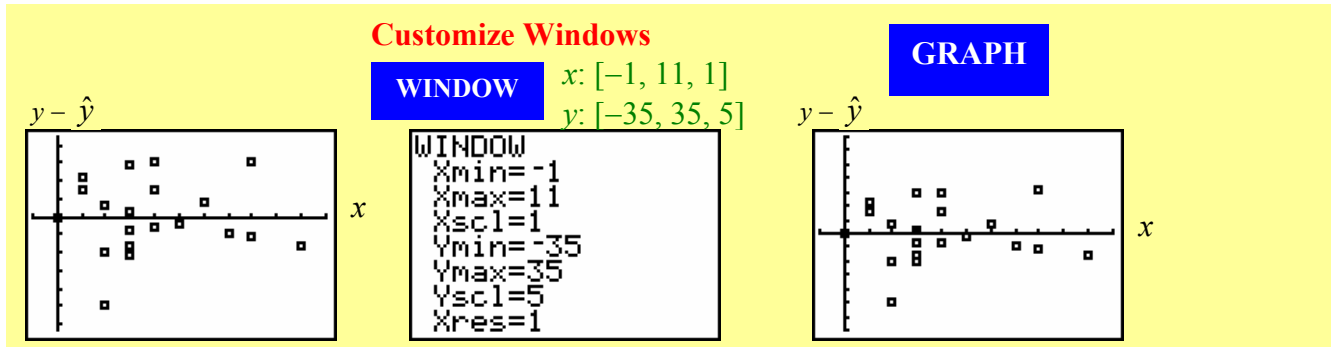 Customize Windows
WINDOW
x: [−1, 11, 1]
y: [−35, 35, 5]
GRAPH
y − ŷ
x
WINDOW
Xmin=-1
Xmax=11
Xscl=1
Ymin=-35
Ymax=35
Yscl=5
Xres=1
y − ŷ
x